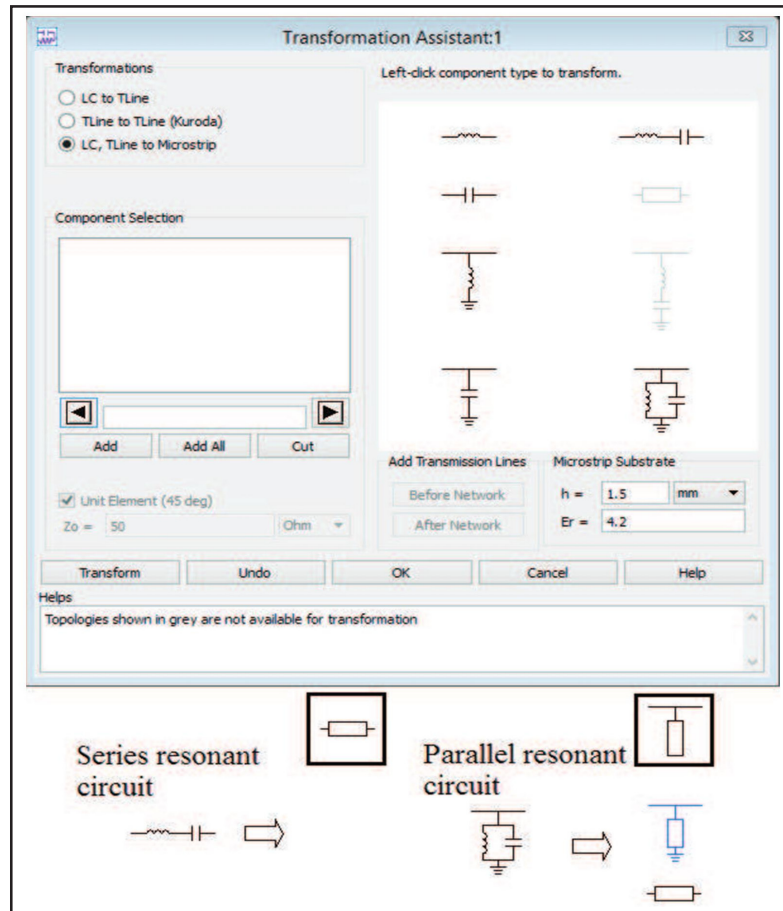 Transformation Assistant:1
Transformations
LC to TLine
TLine to TLine (Kuroda)
LC, TLine to Microstrip
Left-click component type to transform.
Component Selection
Add
Add All
Cut
Unit Element (45 deg)
Zo =
50
Ohm
Add Transmission Lines
Before Network
After Network
Microstrip Substrate
h =
1.5
mm
Er =
4.2
Transform
Undo
OK
Cancel
Help
Helps
Topologies shown in grey are not available for transformation
Series resonant
circuit
Parallel resonant
circuit